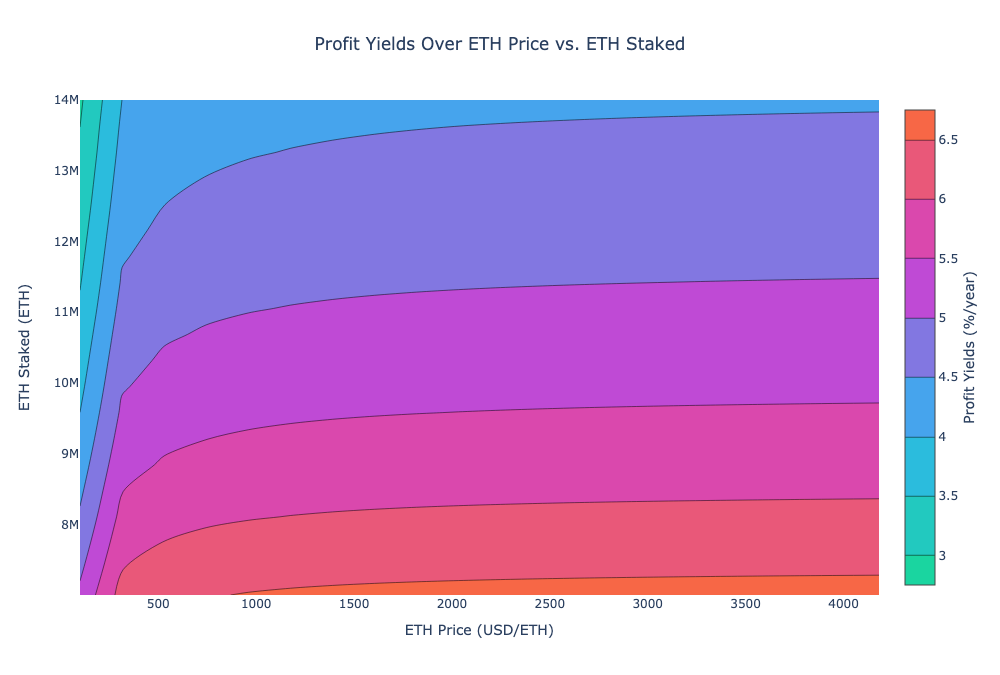 Profit Yields Over ETH Price vs. ETH Staked
14M
13M
12M
11M
10M
9M
8M
ETH Staked (ETH)
500
1000
1500
2000
2500
3000
3500
4000
ETH Price (USD/ETH)
6.5
6
5.5
5
4.5
4
3.5
3
Profit Yields (%/year)